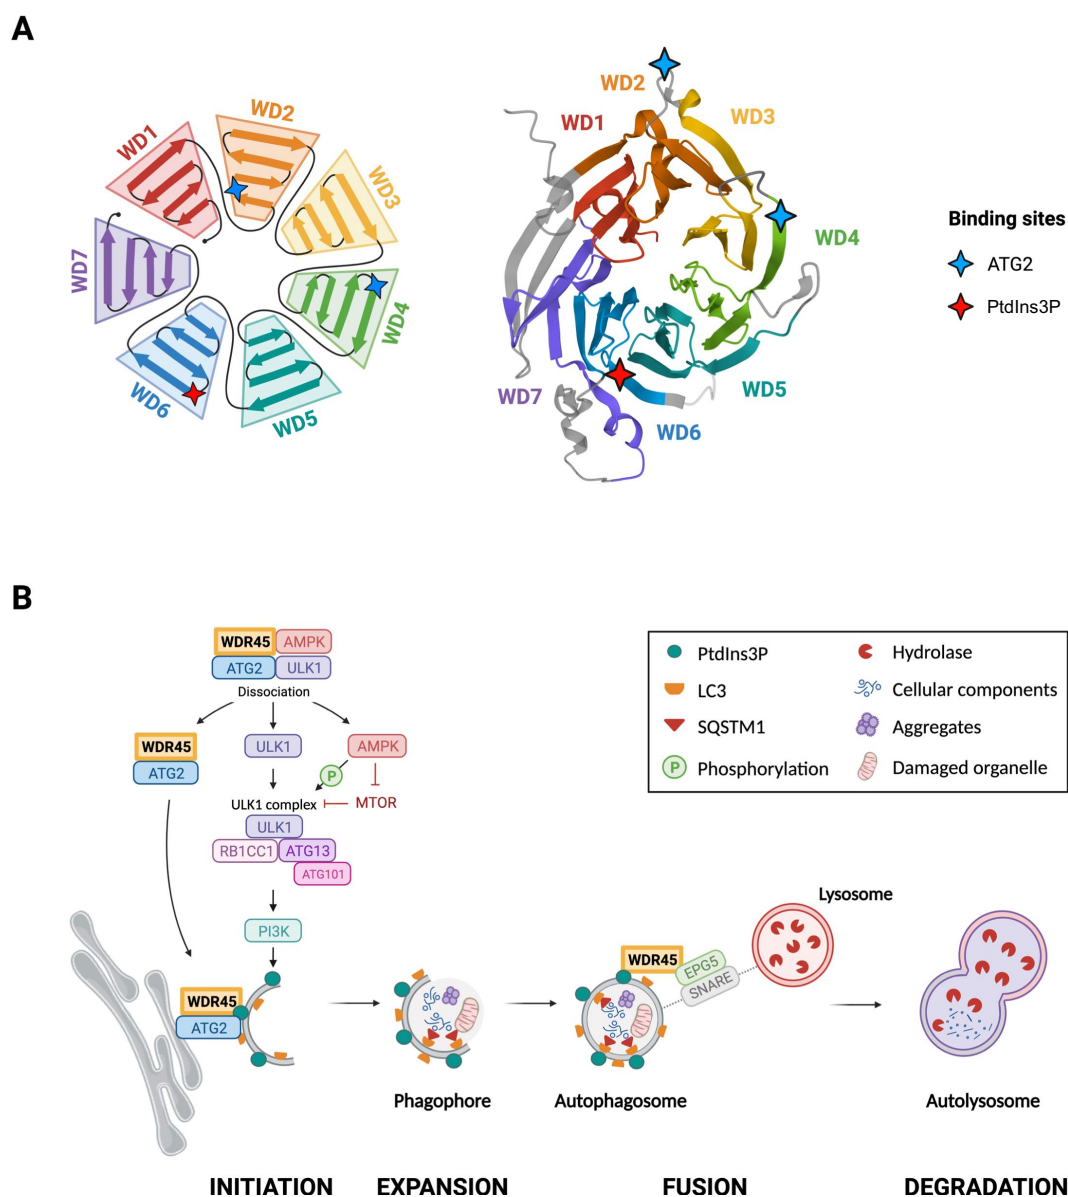 A
WD1
WD2
WD3
WD4
WD5
WD6
WD7
WD1
WD2
WD3
WD4
WD5
WD6
WD7
Binding sites
ATG2
PtdIns3P
B
WDR45 AMPK
ATG2 ULK1
Dissociation
WDR45
ATG2
ULK1
AMPK
P
ULK1 complex
MTOR
ULK1
RB1CC1 ATG13
ATG101
PI3K
WDR45
ATG2
PtdIns3P
LC3
SQSTM1
P Phosphorylation
Hydrolase
Cellular components
Aggregates
Damaged organelle
Lysosome
WDR45
EPG5
SNARE
Phagophore
Autophagosome
Autolysosome
INITIATION
EXPANSION
FUSION
DEGRADATION